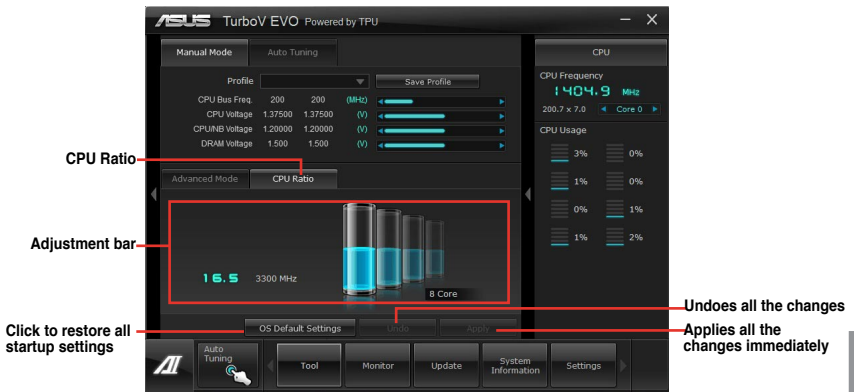 ASUS TurboV EVO Powered by TPU
Manual Mode Auto Tuning
Profile Save Profile
CPU Bus Freq. 200 200 (MHz)
CPU Voltage 1.37500 1.37500 (V)
CPU/NB Voltage 1.20000 1.20000 (V)
DRAM Voltage 1.500 1.500 (V)
CPU
CPU Frequency
1404.9 MHz
200.7 x 7.0 Core 0
CPU Usage
3% 0%
1% 0%
0% 1%
1% 2%
CPU Ratio
Advanced Mode CPU Ratio
Adjustment bar
16.5 3300 MHz
8 Core
Undoes all the changes
Click to restore all
startup settings
OS Default Settings Undo Apply
Applies all the
changes immediately
AI
Auto
Tuning
Tool Monitor Update System
Information Settings